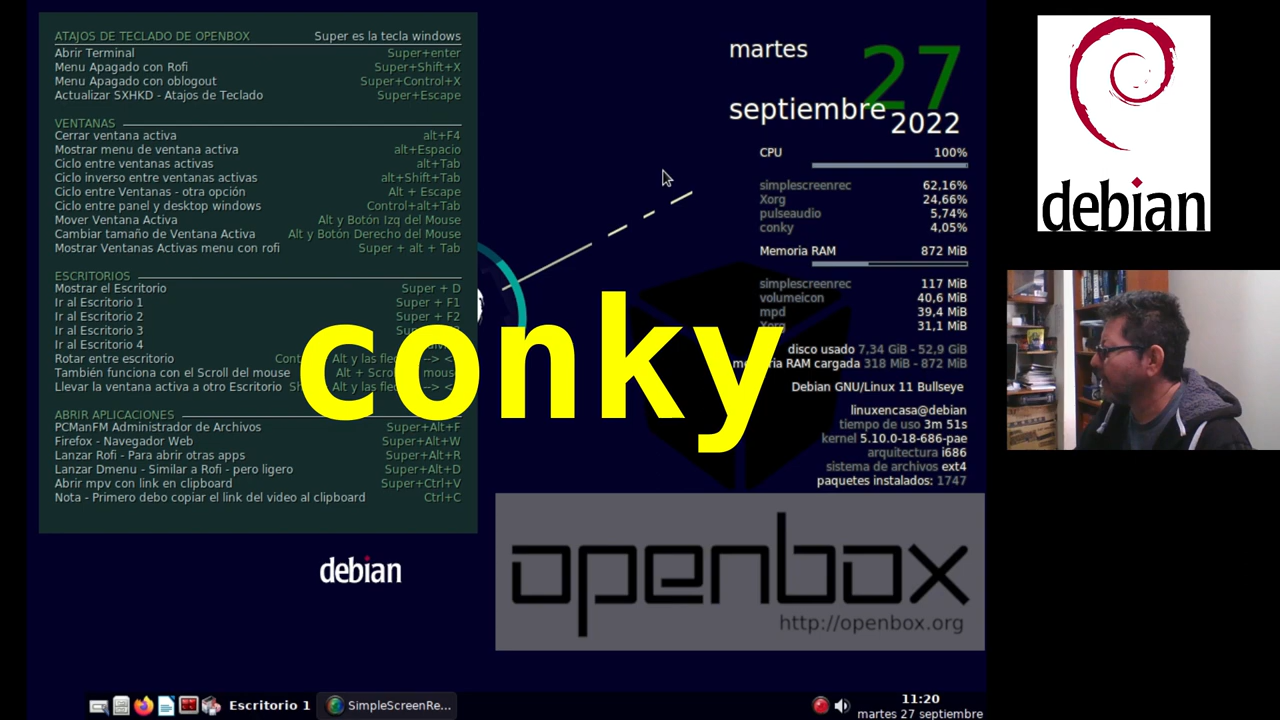 ATAJOS DE TECLADO DE OPENBOX Super es la tecla windows
Abrir Terminal Super+enter
Menu Apagado con Rofi Super+Shift+X
Menu Apagado con oblogout Super+Control+X
Actualizar SXHKD - Atajos de Teclado Super+Escape
VENTANAS
Cerrar ventana activa alt+F4
Mostrar menu de ventana activa alt+Espacio
Ciclo entre ventanas activas alt+Tab
Ciclo inverso entre ventanas activas alt+Shift+Tab
Ciclo entre Ventanas - otra opción Alt + Escape
Ciclo entre panel y desktop windows Control+alt+Tab
Mover Ventana Activa Alt y Botón Izq del Mouse
Cambiar tamaño de Ventana Activa Alt y Botón Derecho del Mouse
Mostrar Ventanas Activas menu con rofi Super + alt + Tab
ESCRITORIOS
Mostrar el Escritorio Super + D
Ir al Escritorio 1 Super + F1
Ir al Escritorio 2 Super + F2
Ir al Escritorio 3
Ir al Escritorio 4
Rotar entre escritorio Alt y las --> <
También funciona con el Scroll del mouse Alt +
Llevar la ventana activa a otro Escritorio Alt y las --> <
ABRIR APLICACIONES
PCManFM Administrador de Archivos Super+Alt+F
Firefox - Navegador Web Super+Alt+W
Lanzar Rofi - Para abrir otras apps Super+Alt+R
Lanzar Dmenu - Similar a Rofi - pero ligero Super+Alt+D
Abrir mpv con link en clipboard Super+Ctrl+V
Nota - Primero debo copiar el link del video al clipboard Ctrl+C
conky
debian
martes 27
septiembre 2022
CPU 100%
simplescreenrec 62,16%
Xorg 24,66%
pulseaudio 5,74%
conky 4,05%
Memoria RAM 872 MiB
simplescreenrec 117 MiB
volumeicon 40,6 MiB
mpd 39,4 MiB
Xorg 31,1 MiB
disco usado 7,34 GiB - 52,9 GiB
RAM cargada 318 MiB - 872 MiB
Debian GNU/Linux 11 Bullseye
linuxencasa@debian
tiempo de uso 3m 51s
kernel 5.10.0-18-686-pae
arquitectura i686
sistema de archivos ext4
paquetes instalados: 1747
openbox
http://openbox.org
debian
Escritorio 1 SimpleScreenRe...
11:20
martes 27 septiembre